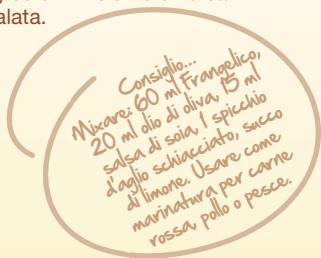 alata.
Consiglio...
Mixare: 60 ml Frangelico,
20 ml olio di oliva, 15 ml
salsa di soia, 1 spicchio
d'aglio schiacciato, succo
di limone. Usare come
marinatura per carne
rossa, pollo o pesce.